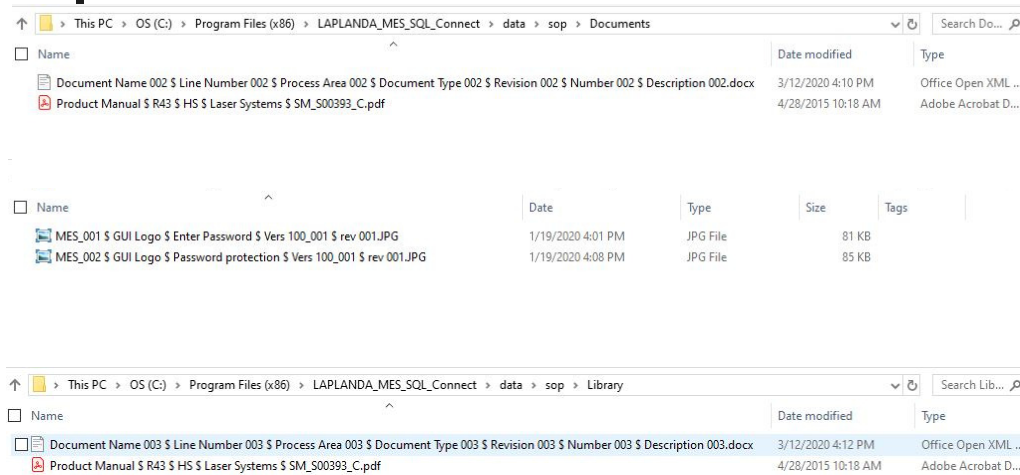 This PC > OS (C:) > Program Files (x86) > LAPLANDA_MES_SQL_Connect > data > sop > Documents Search Do...
Name Date modified Type
Document Name 002 $ Line Number 002 $ Process Area 002 $ Document Type 002 $ Revision 002 $ Number 002 $ Description 002.docx 3/12/2020 4:10 PM Office Open XML ...
Product Manual $ R43 $ HS $ Laser Systems $ SM_S00393_C.pdf 4/28/2015 10:18 AM Adobe Acrobat D...
Name Date Type Size Tags
MES_001 $ GUI Logo $ Enter Password $ Vers 100_001 $ rev 001.JPG 1/19/2020 4:01 PM JPG File 81 KB
MES_002 $ GUI Logo $ Password protection $ Vers 100_001 $ rev 001.JPG 1/19/2020 4:08 PM JPG File 85 KB
This PC > OS (C:) > Program Files (x86) > LAPLANDA_MES_SQL_Connect > data > sop > Library Search Lib...
Name Date modified Type
Document Name 003 $ Line Number 003 $ Process Area 003 $ Document Type 003 $ Revision 003 $ Number 003 $ Description 003.docx 3/12/2020 4:12 PM Office Open XML ...
Product Manual $ R43 $ HS $ Laser Systems $ SM_S00393_C.pdf 4/28/2015 10:18 AM Adobe Acrobat D...